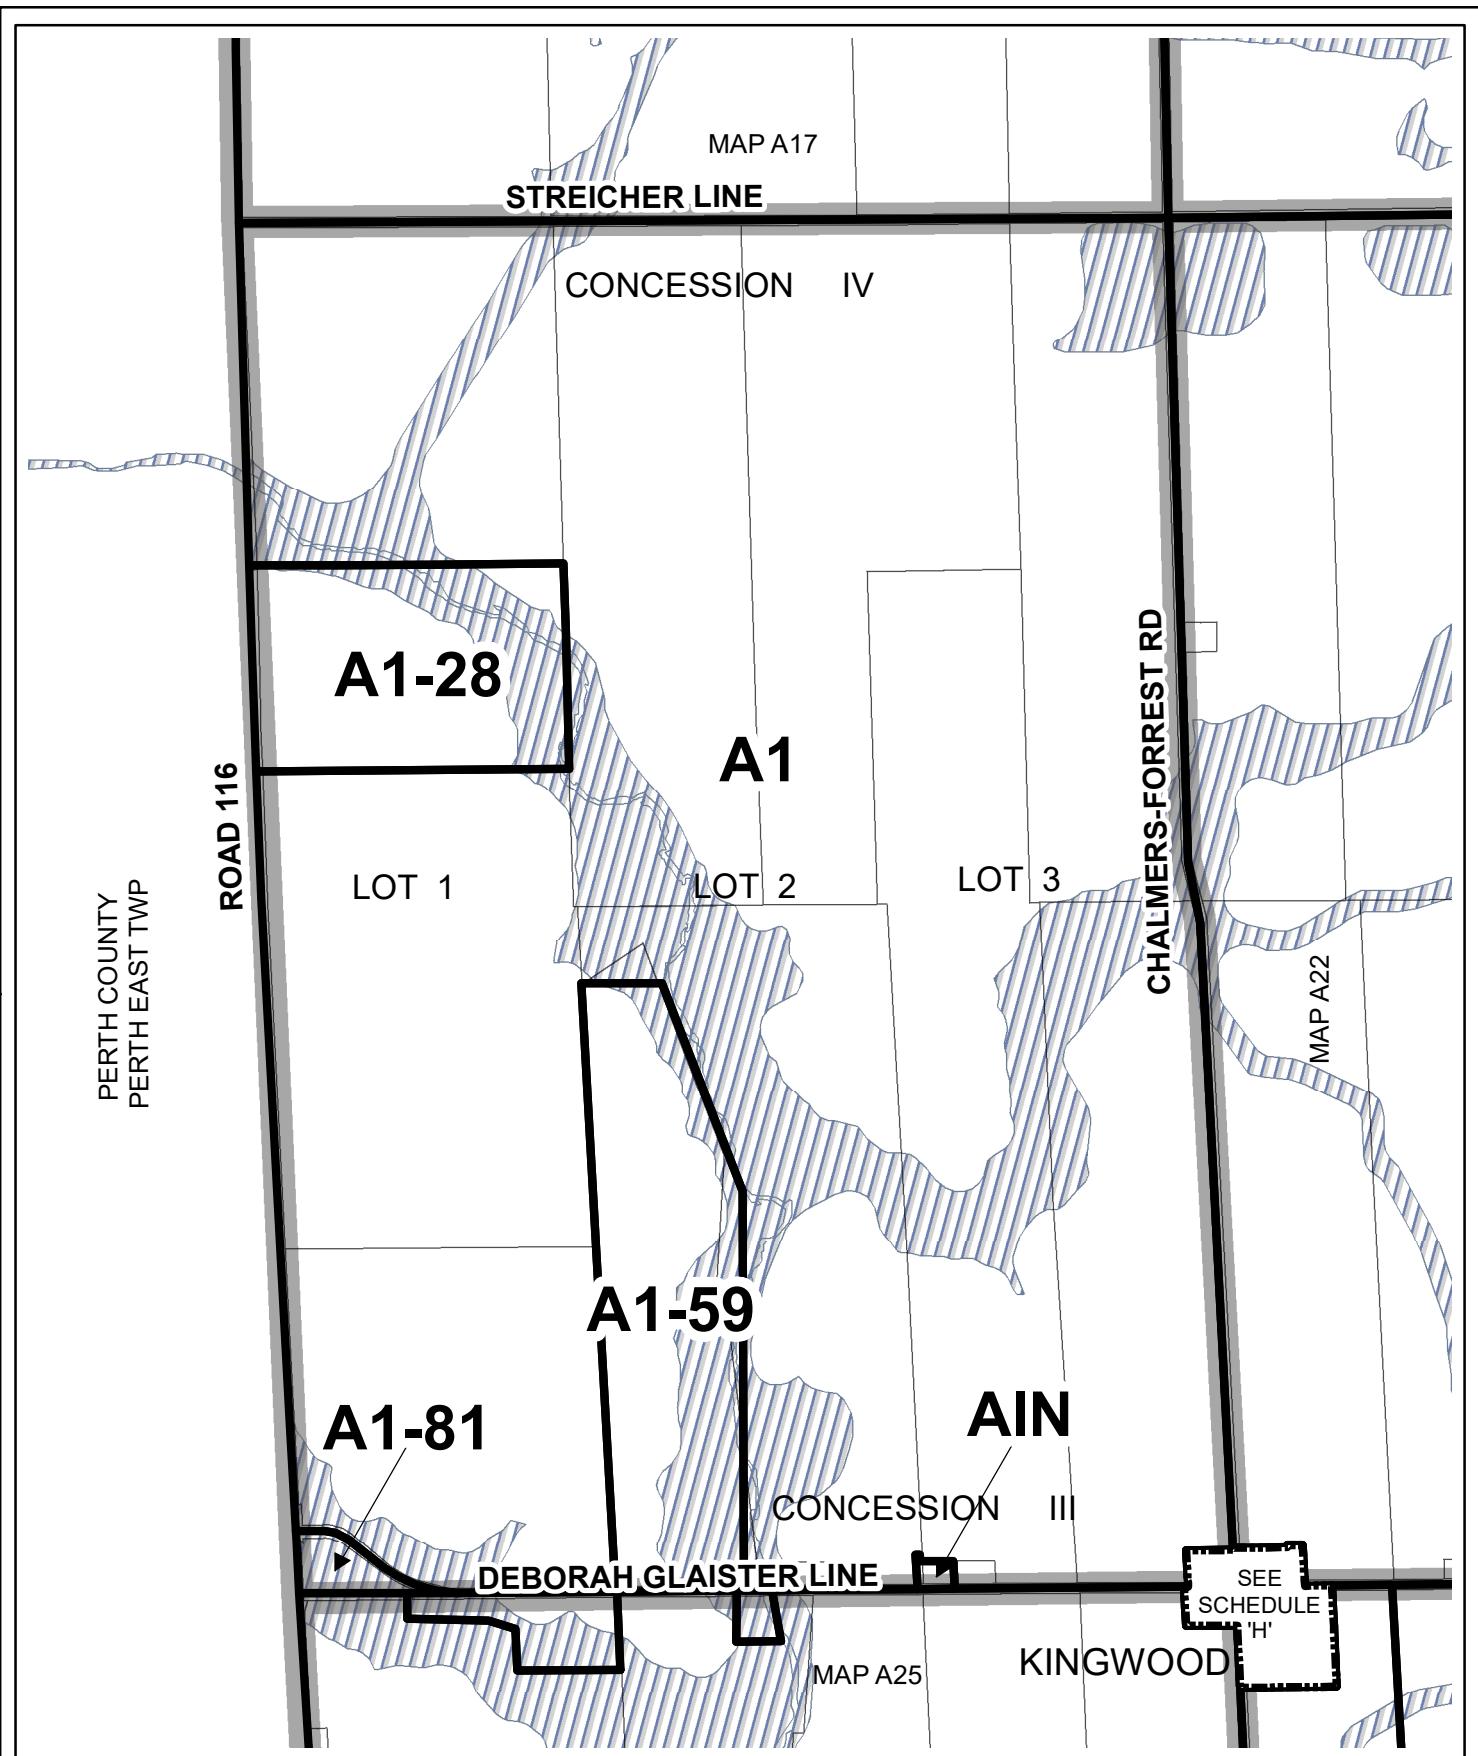 MAP A17
STREICHER LINE
CONCESSION IV
A1-28
A1
CHALMERS-FORREST RD
ROAD 116
LOT 1
LOT 2
LOT 3
PERTH COUNTY
PERTH EAST TWP
MAP A22
A1-59
A1-81
AIN
CONCESSION III
DEBORAH GLAISTER LINE
SEE
SCHEDULE
'H'
KINGWOOD
MAP A25